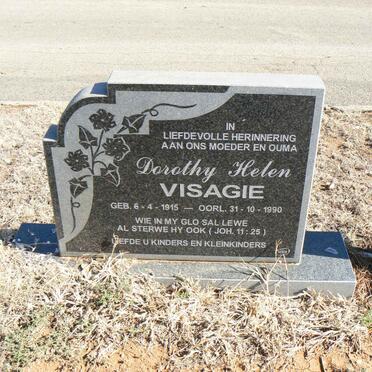 IN
LIEFDEVOLLE HERINNERING
AAN ONS MOEDER EN OUMA
Dorothy Helen
VISAGIE
GEB. 6-4-1915 — OORL. 31-10-1990
WIE IN MY GLO SAL LEWE
AL STERWE HY OOK ( JOH. 11:25 )
LIEFDE U KINDERS EN KLEINKINDERS